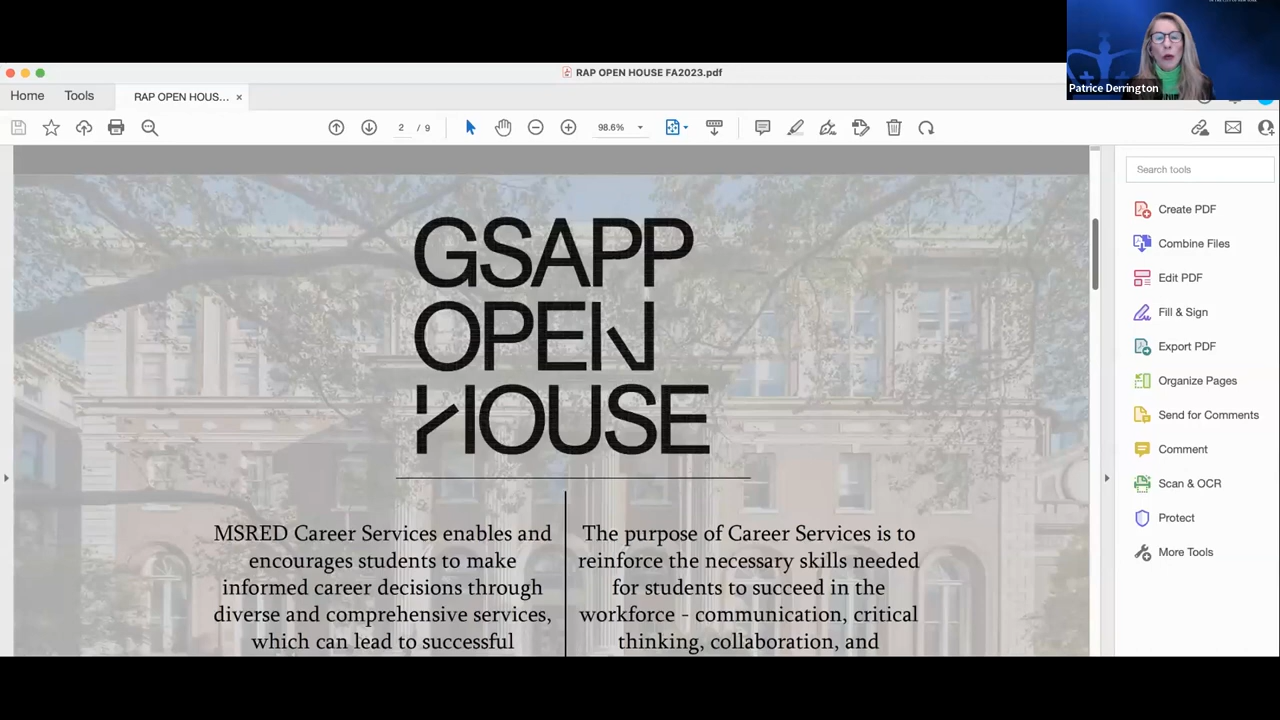 Patrice Derrington
RAP OPEN HOUSE FA2023.pdf
Home
Tools
RAP OPEN HOUS...
2 / 9
98.6%
Search tools
Create PDF
Combine Files
Edit PDF
Fill & Sign
Export PDF
Organize Pages
Send for Comments
Comment
Scan & OCR
Protect
More Tools
GSAPP
OPEN
HOUSE
MSRED Career Services enables and
encourages students to make
informed career decisions through
diverse and comprehensive services,
which can lead to successful
The purpose of Career Services is to
reinforce the necessary skills needed
for students to succeed in the
workforce - communication, critical
thinking, collaboration, and